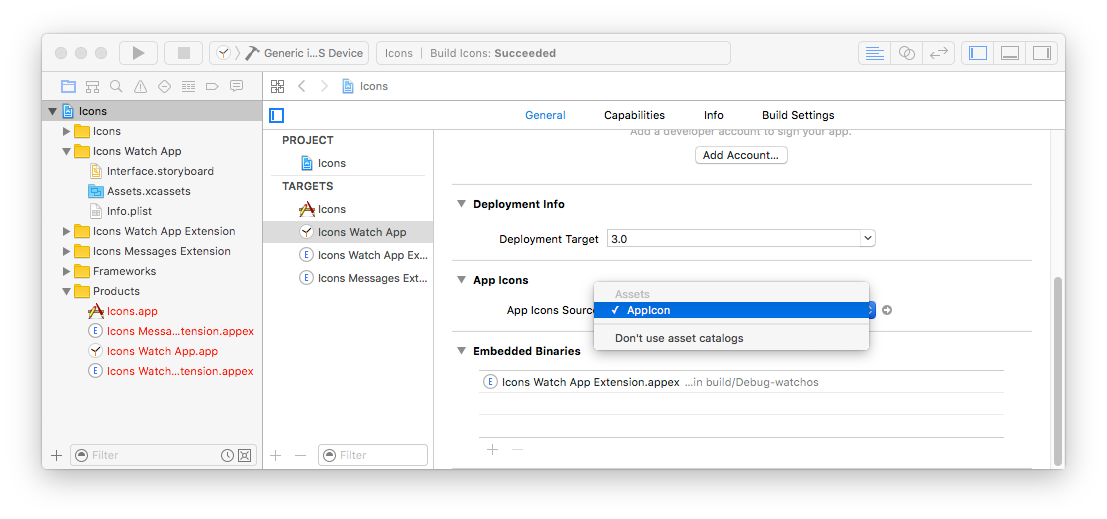 Generic i...S Device
Icons | Build Icons: Succeeded
Icons
Icons
Icons
Icons Watch App
Interface.storyboard
Assets.xcassets
Info.plist
Icons Watch App Extension
Icons Messages Extension
Frameworks
Products
Icons.app
Icons Messa...tension.appex
Icons Watch App.app
Icons Watch...tension.appex
Filter
General Capabilities Info Build Settings
PROJECT
Icons
TARGETS
Icons
Icons Watch App
Icons Watch App Ex...
Icons Messages Ext...
Filter
Add a developer account to sign your app.
Add Account...
Deployment Info
Deployment Target 3.0
App Icons
App Icons Source
Assets
✓ AppIcon
Don't use asset catalogs
Embedded Binaries
E Icons Watch App Extension.appex ...in build/Debug-watchos